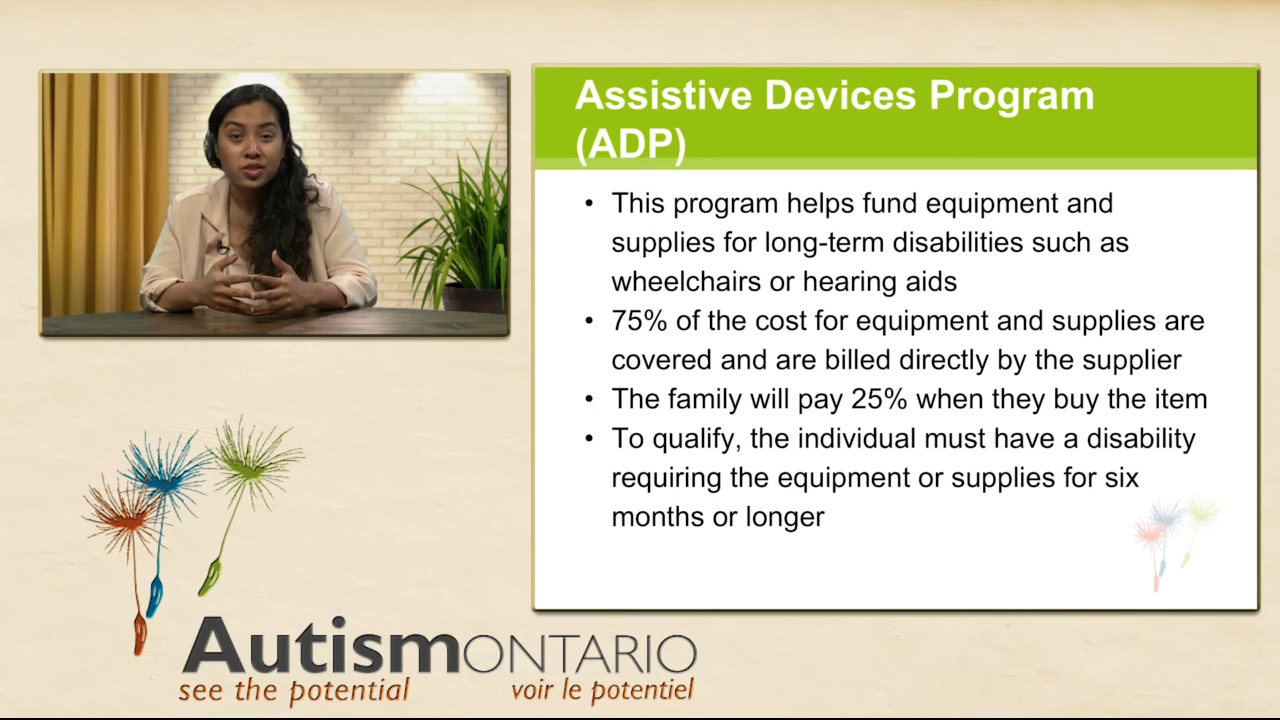 Assistive Devices Program
(ADP)
• This program helps fund equipment and
supplies for long-term disabilities such as
wheelchairs or hearing aids
• 75% of the cost for equipment and supplies are
covered and are billed directly by the supplier
• The family will pay 25% when they buy the item
• To qualify, the individual must have a disability
requiring the equipment or supplies for six
months or longer
Autism ONTARIO
see the potential voir le potentiel